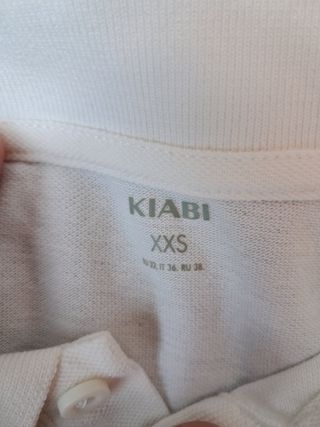 KIABI
XXS
IT 36. RU 38.